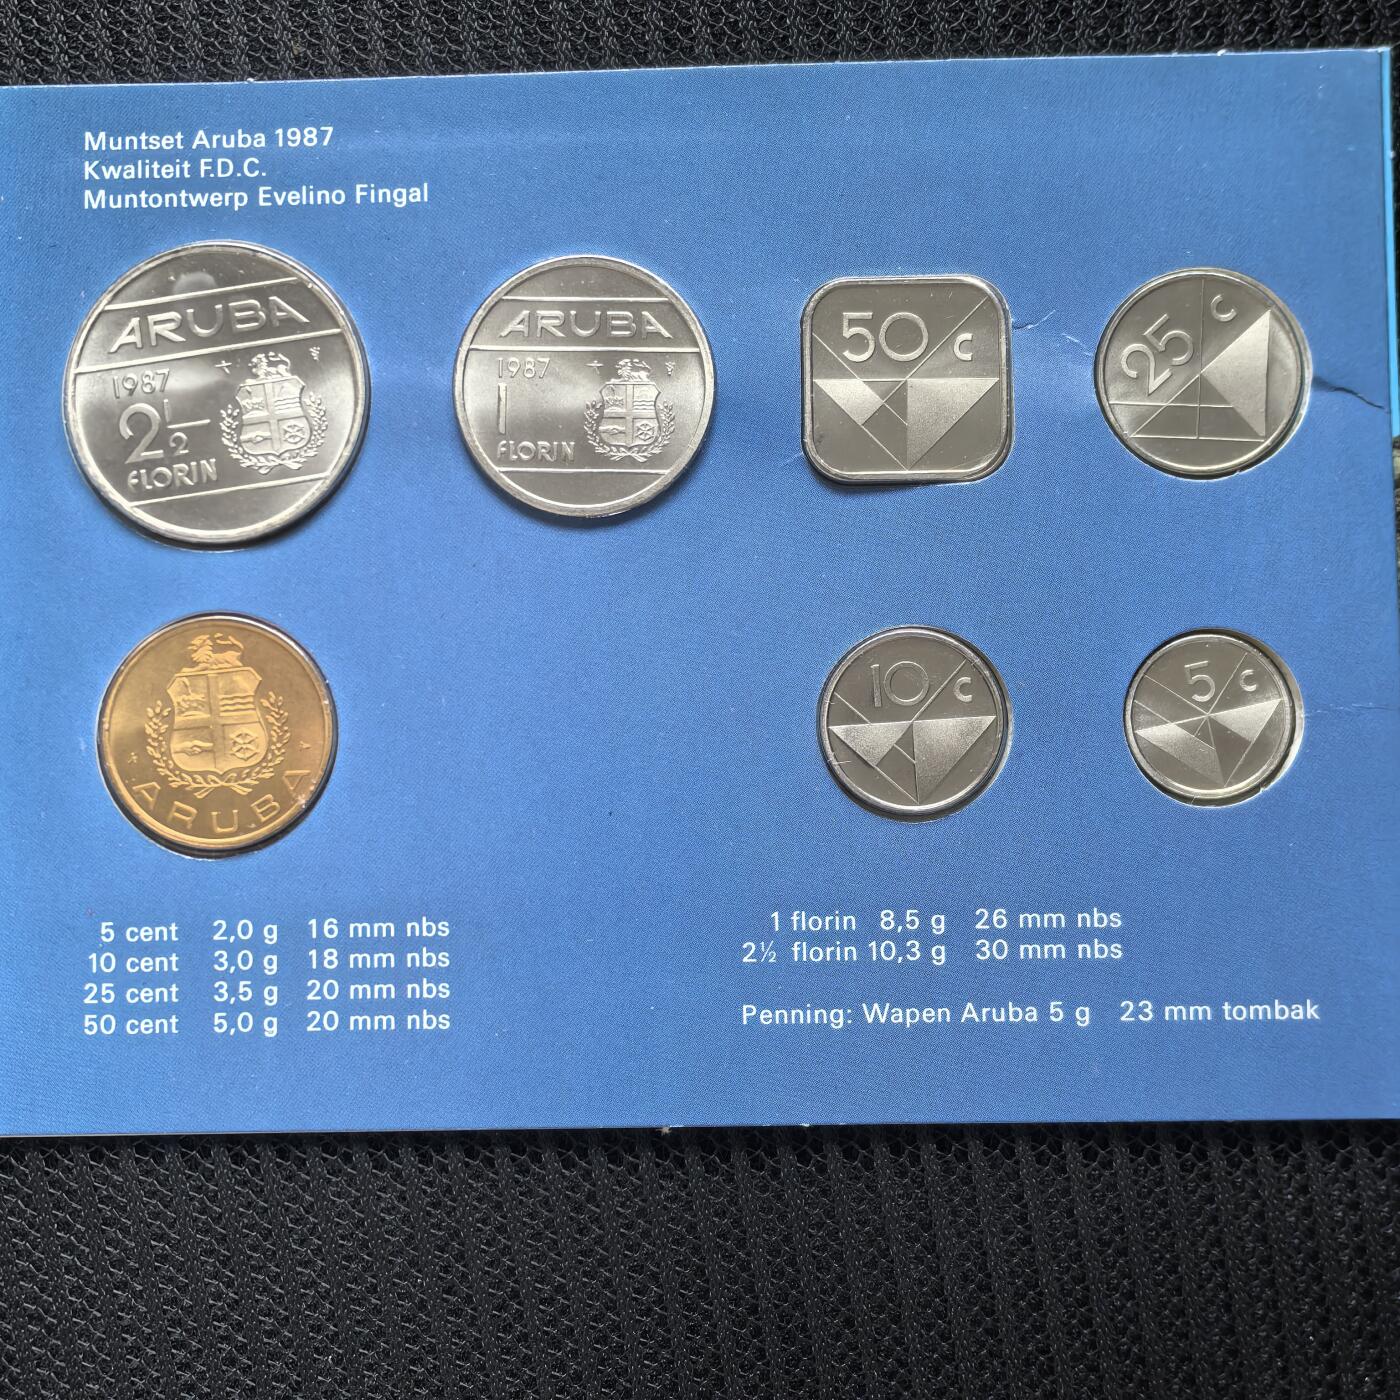 Muntset Aruba 1987
Kwaliteit F.D.C.
Muntontwerp Evelino Fingal
ARUBA
1987
2½
FLORIN
ARUBA
1987
1
FLORIN
50 c
25 c
ARUBA
10 c
5 c
5 cent 2,0 g 16 mm nbs
10 cent 3,0 g 18 mm nbs
25 cent 3,5 g 20 mm nbs
50 cent 5,0 g 20 mm nbs
1 florin 8,5 g 26 mm nbs
2½ florin 10,3 g 30 mm nbs
Penning: Wapen Aruba 5 g 23 mm tombak